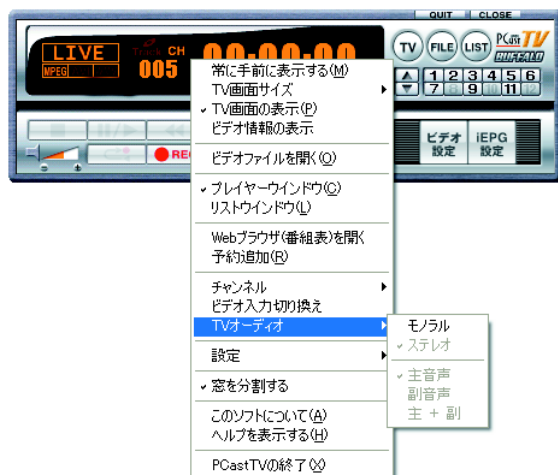 QUIT CLOSE
LIVE
MPEG
CH
005
00:00:00
TV FILE LIST
PCastTV
BUFFALO
1 2 3 4 5 6
7 8 9 10 11 12
REC
ビデオ設定
iEPG設定
常に手前に表示する(M)
TV画面サイズ
TV画面の表示(P)
ビデオ情報の表示
ビデオファイルを開く(O)
プレイヤーウインドウ(C)
リストウインドウ(L)
Webブラウザ(番組表)を開く
予約追加(R)
チャンネル
ビデオ入力切り換え
TVオーディオ
設定
窓を分割する
このソフトについて(A)
ヘルプを表示する(H)
PCastTVの終了(X)
モノラル
ステレオ
主音声
副音声
主 + 副